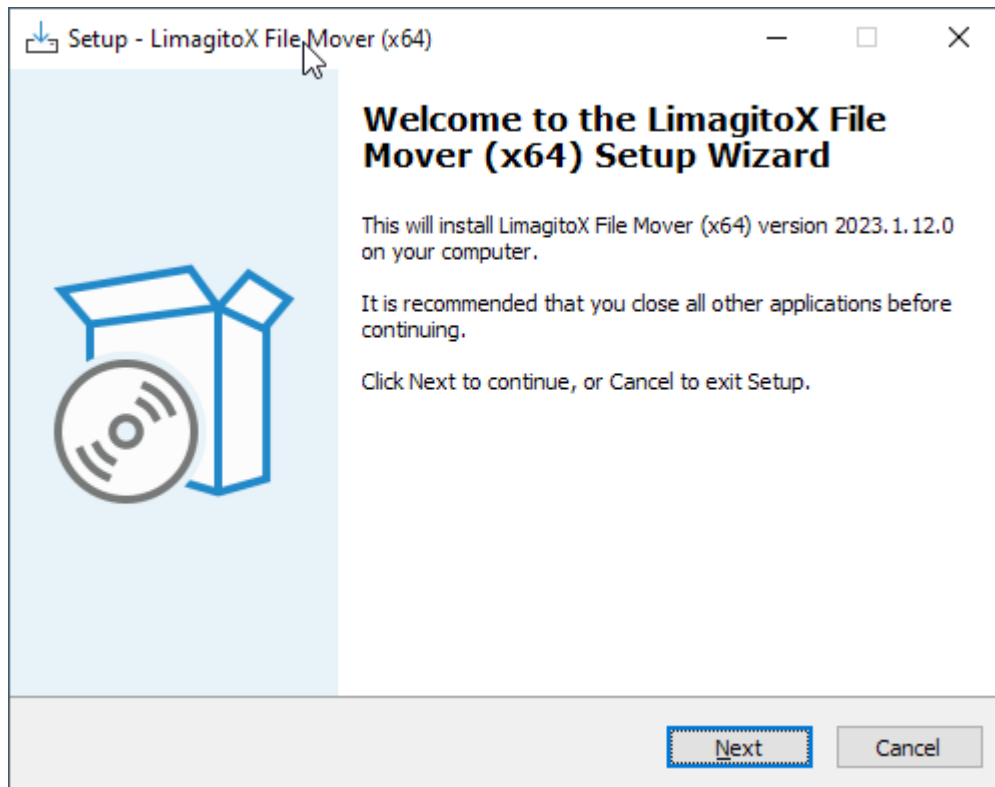 Setup - LimagitoX File Mover (x64)
Welcome to the LimagitoX File
Mover (x64) Setup Wizard
This will install LimagitoX File Mover (x64) version 2023.1.12.0
on your computer.
It is recommended that you close all other applications before
continuing.
Click Next to continue, or Cancel to exit Setup.
Next
Cancel